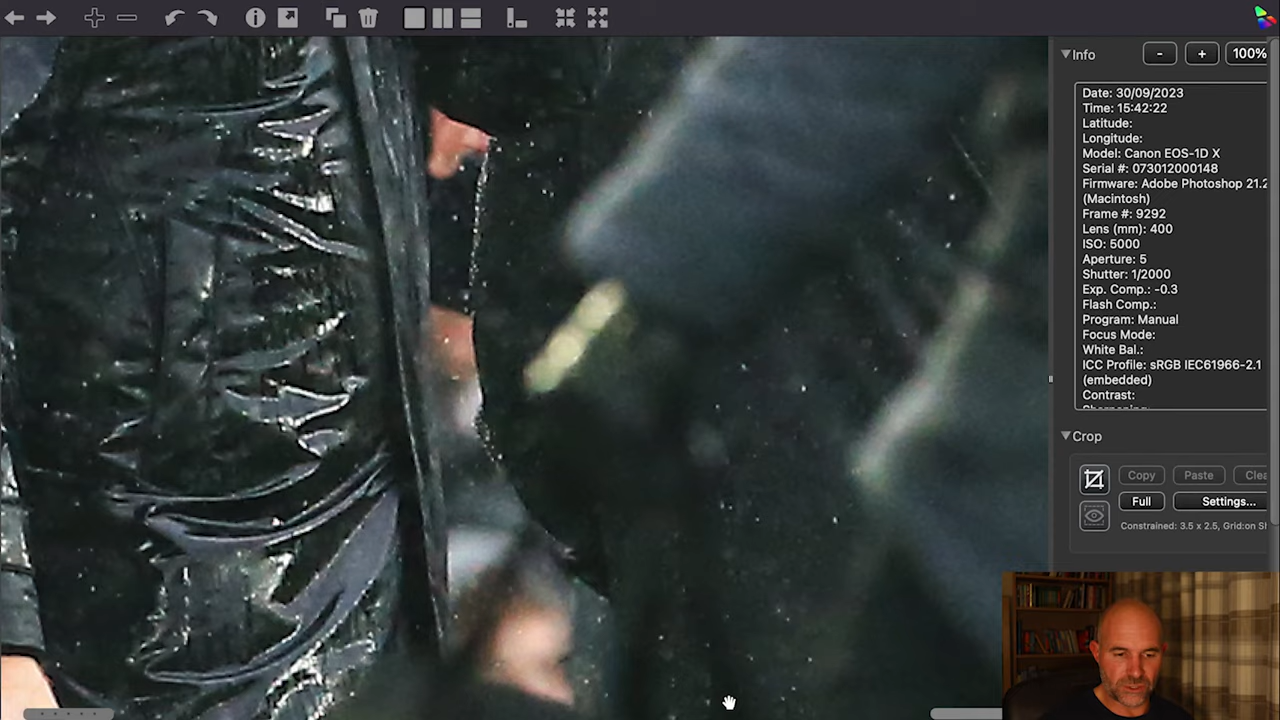 Info
-
+
100%
Date: 30/09/2023
Time: 15:42:22
Latitude:
Longitude:
Model: Canon EOS-1D X
Serial #: 073012000148
Firmware: Adobe Photoshop 21.2
(Macintosh)
Frame #: 9292
Lens (mm): 400
ISO: 5000
Aperture: 5
Shutter: 1/2000
Exp. Comp.: -0.3
Flash Comp.:
Program: Manual
Focus Mode:
White Bal.:
ICC Profile: sRGB IEC61966-2.1
(embedded)
Contrast:
Crop
Copy
Paste
Clea
Full
Settings...
Constrained: 3.5 x 2.5, Grid:on Sh